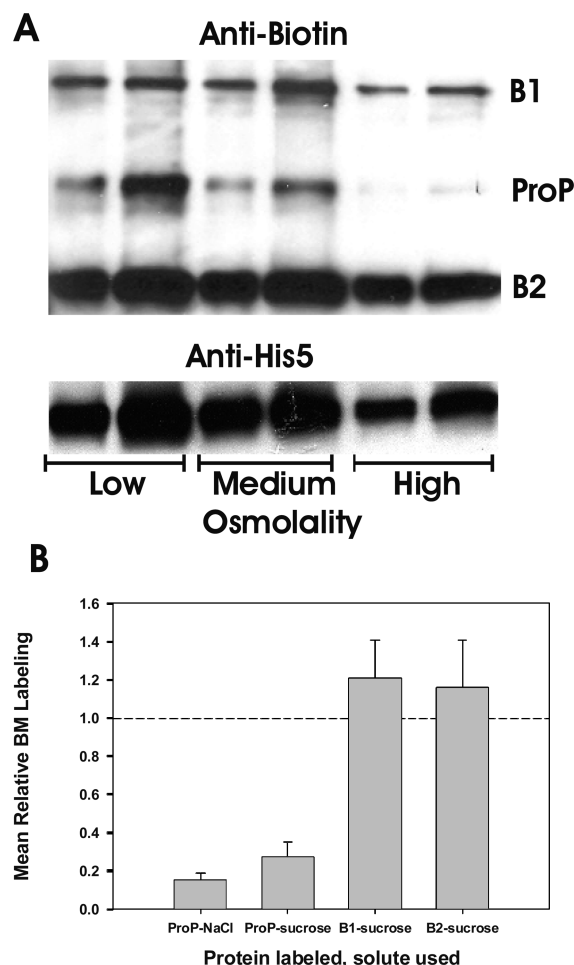 A
Anti-Biotin
B1
ProP
B2
Anti-His5
Low Medium High
Osmolality
B
1.6
1.4
1.2
1.0
0.8
0.6
0.4
0.2
0.0
Mean Relative BM Labeling
ProP-NaCl ProP-sucrose B1-sucrose B2-sucrose
Protein labeled, solute used